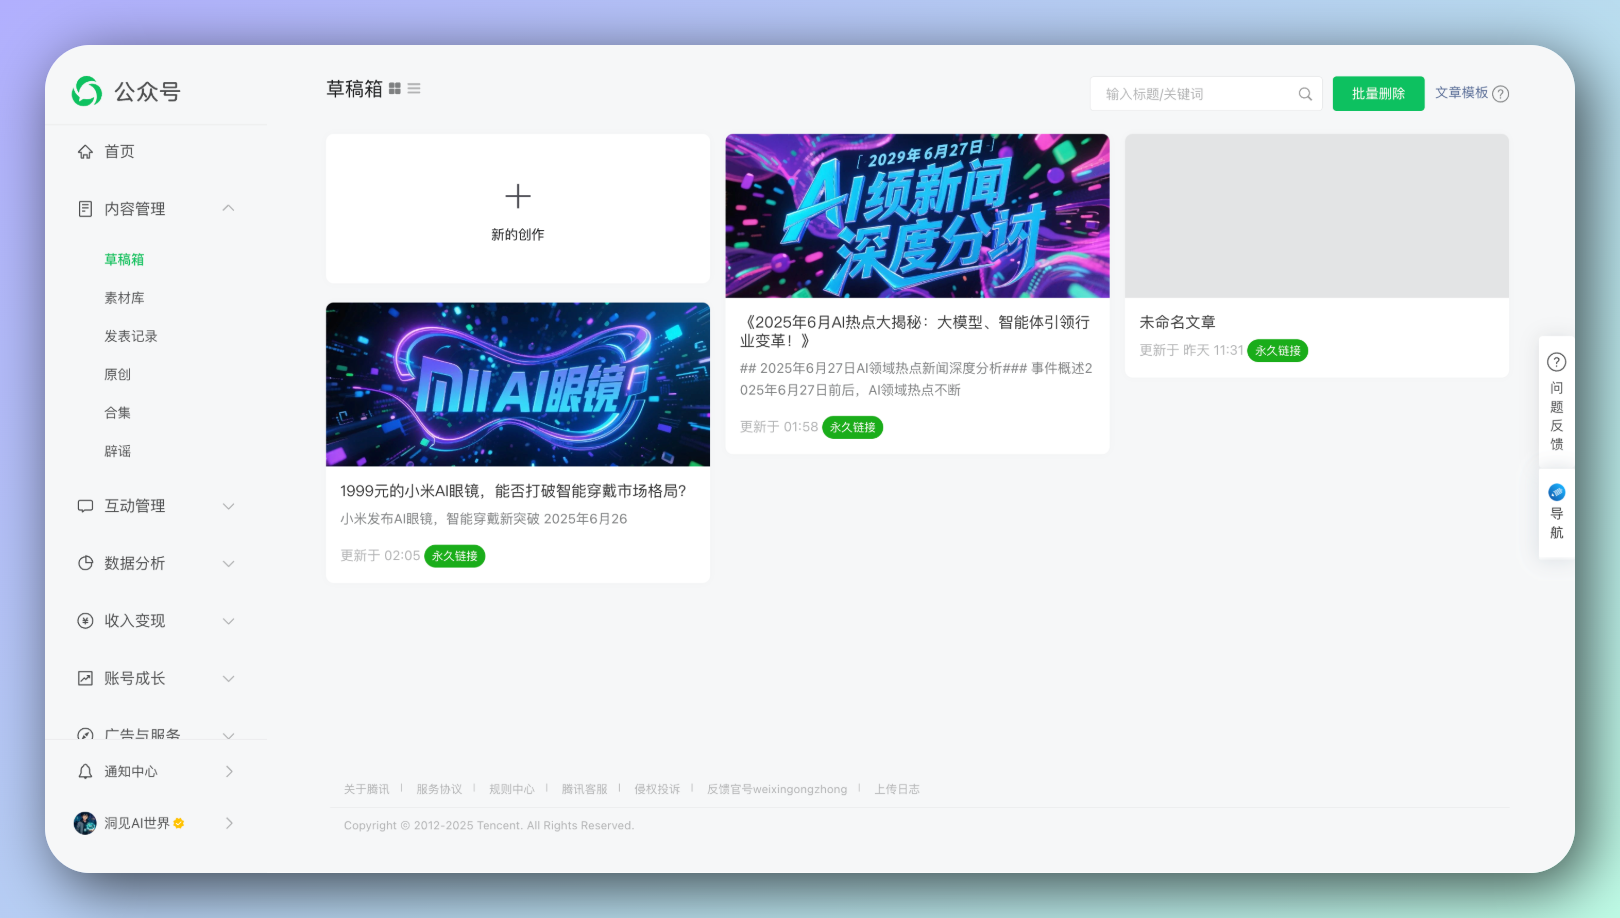 公众号
首页
内容管理
草稿箱
素材库
发表记录
原创
合集
辟谣
互动管理
数据分析
收入变现
账号成长
广告与服务
通知中心
洞见AI世界
草稿箱
输入标题/关键词
批量删除
文章模板
新的创作
MII AI眼镜
1999元的小米AI眼镜，能否打破智能穿戴市场格局？
小米发布AI眼镜，智能穿戴新突破 2025年6月26
更新于 02:05 永久链接
2029年6月27日
AI须新闻
深度分
《2025年6月AI热点大揭秘：大模型、智能体引领行
业变革！》
## 2025年6月27日AI领域热点新闻深度分析### 事件概述2
025年6月27日前后，AI领域热点不断
更新于 01:58 永久链接
未命名文章
更新于 昨天 11:31 永久链接
问题反馈
导航
关于腾讯 服务协议 规则中心 腾讯客服 侵权投诉 反馈官号weixingongzhong 上传日志
Copyright © 2012-2025 Tencent. All Rights Reserved.